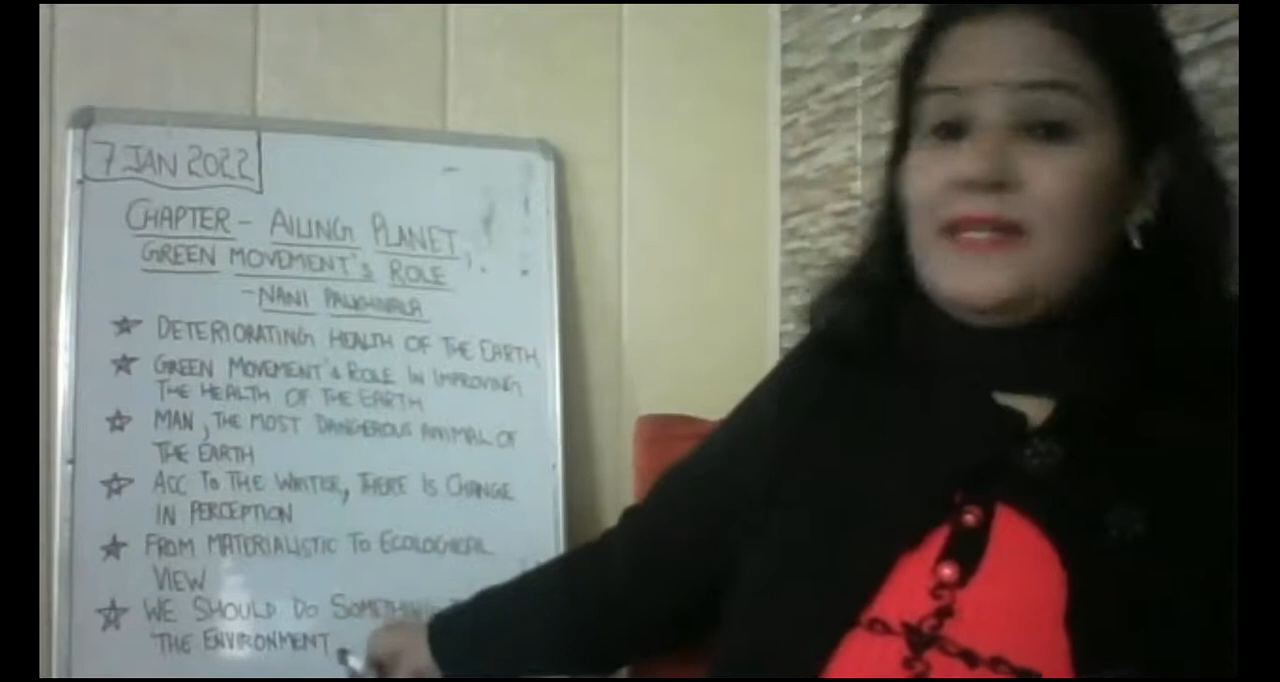 7 JAN 2022
CHAPTER - AILING PLANET,
GREEN MOVEMENT'S ROLE
- NANI PALKHIVALA
☆ DETERIORATING HEALTH OF THE EARTH
☆ GREEN MOVEMENT'S ROLE IN IMPROVING
THE HEALTH OF THE EARTH
☆ MAN, THE MOST DANGEROUS ANIMAL OF
THE EARTH
☆ ACC TO THE WRITER, THERE IS CHANGE
IN PERCEPTION
☆ FROM MATERIALISTIC TO ECOLOGICAL
VIEW
☆ WE SHOULD DO SOMETHING
THE ENVIRONMENT